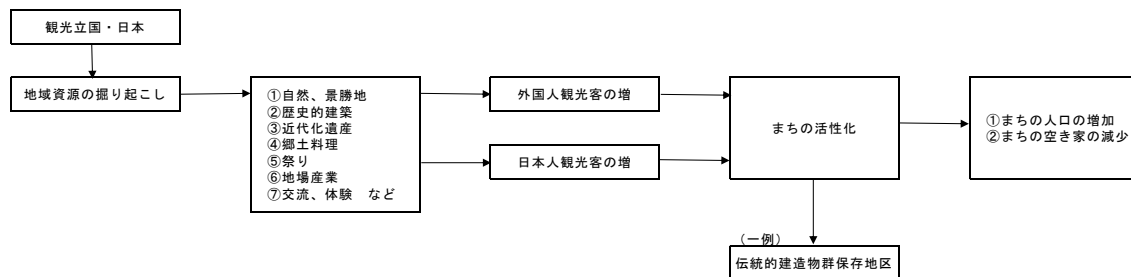 観光立国・日本
地域資源の掘り起こし
①自然、景勝地
②歴史的建築
③近代化遺産
④郷土料理
⑤祭り
⑥地場産業
⑦交流、体験　など
外国人観光客の増
日本人観光客の増
まちの活性化
①まちの人口の増加
②まちの空き家の減少
（一例）
伝統的建造物群保存地区